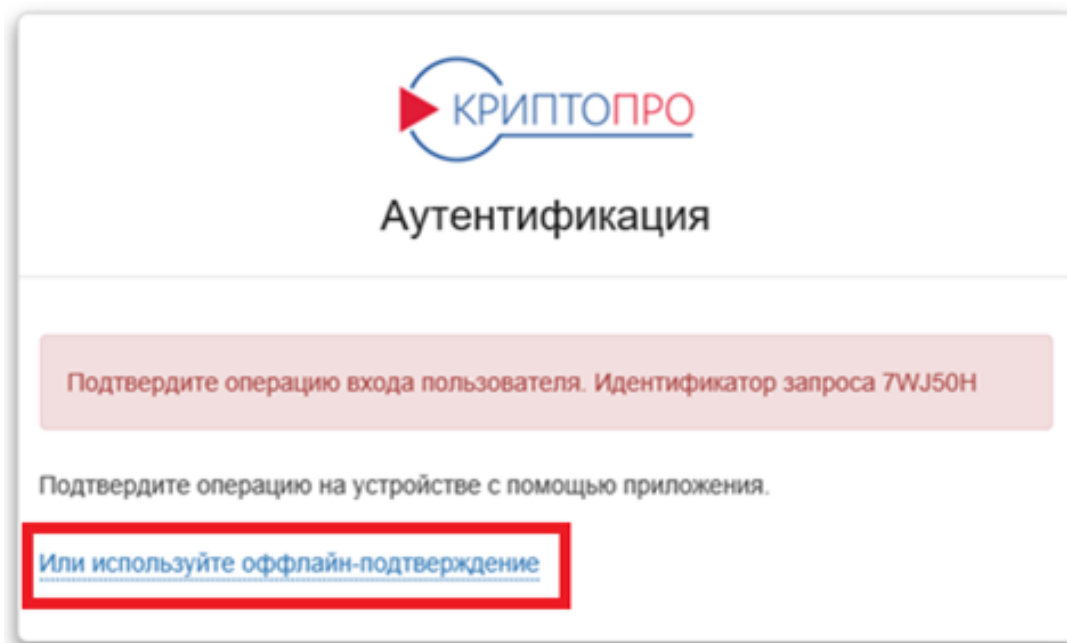 КРИПТОПРО
Аутентификация
Подтвердите операцию входа пользователя. Идентификатор запроса 7WJ50H
Подтвердите операцию на устройстве с помощью приложения.
Или используйте оффлайн-подтверждение